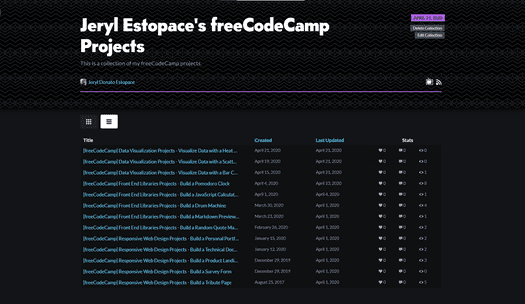 Jeryl Estopace's freeCodeCamp
Projects
This is a collection of my freeCodeCamp projects
Delete Collection
Edit Collection
Jeryl Donato Estopace
Title Created Last Updated Stats
[freeCodeCamp] Data Visualization Projects - Visualize Data with a Heat... April 21, 2020 April 21, 2020 0 0 0
[freeCodeCamp] Data Visualization Projects - Visualize Data with a Scatt... April 19, 2020 April 21, 2020 0 0 0
[freeCodeCamp] Data Visualization Projects - Visualize Data with a Bar C... April 15, 2020 April 21, 2020 0 0 1
[freeCodeCamp] Front End Libraries Projects - Build a Pomodoro Clock April 4, 2020 April 13, 2020 0 0
[freeCodeCamp] Front End Libraries Projects - Build a JavaScript Calculat... April 1, 2020 April 4, 2020 0 0
[freeCodeCamp] Front End Libraries Projects - Build a Drum Machine March 30, 2020 April 1, 2020 0 0
[freeCodeCamp] Front End Libraries Projects - Build a Markdown Preview... March 23, 2020 April 1, 2020 0 0 1
[freeCodeCamp] Front End Libraries Projects - Build a Random Quote Ma... February 26, 2020 April 1, 2020 0 0 2
[freeCodeCamp] Responsive Web Design Projects - Build a Personal Portf... January 13, 2020 April 1, 2020 0 0
[freeCodeCamp] Responsive Web Design Projects - Build a Technical Doc... January 12, 2020 April 1, 2020 0 0
[freeCodeCamp] Responsive Web Design Projects - Build a Product Landi... December 29, 2019 April 1, 2020 0 0
[freeCodeCamp] Responsive Web Design Projects - Build a Survey Form December 29, 2019 April 1, 2020 0 0
[freeCodeCamp] Responsive Web Design Projects - Build a Tribute Page August 23, 2017 April 1, 2020 0 0